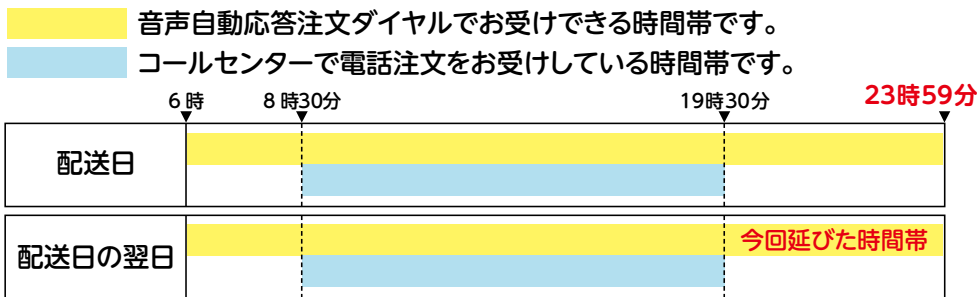 音声自動応答注文ダイヤルでお受けできる時間帯です。
コールセンターで電話注文をお受けしている時間帯です。
6時 8時30分 19時30分 23時59分
配送日
配送日の翌日 今回延びた時間帯